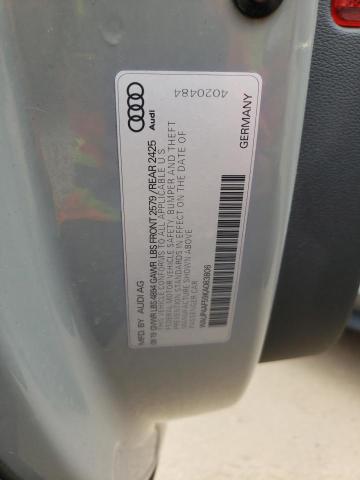 Audi
4020484
MFD. BY AUDI AG
GERMANY
GVWR LBS 4894 GAWR LBS FRONT 2579 / REAR 2425
THIS VEHICLE CONFORMS TO ALL APPLICABLE U.S.
FEDERAL MOTOR VEHICLE SAFETY, BUMPER AND THEFT
PREVENTION STANDARDS IN EFFECT ON THE DATE OF
MANUFACTURE SHOWN ABOVE
PASSENGER CAR